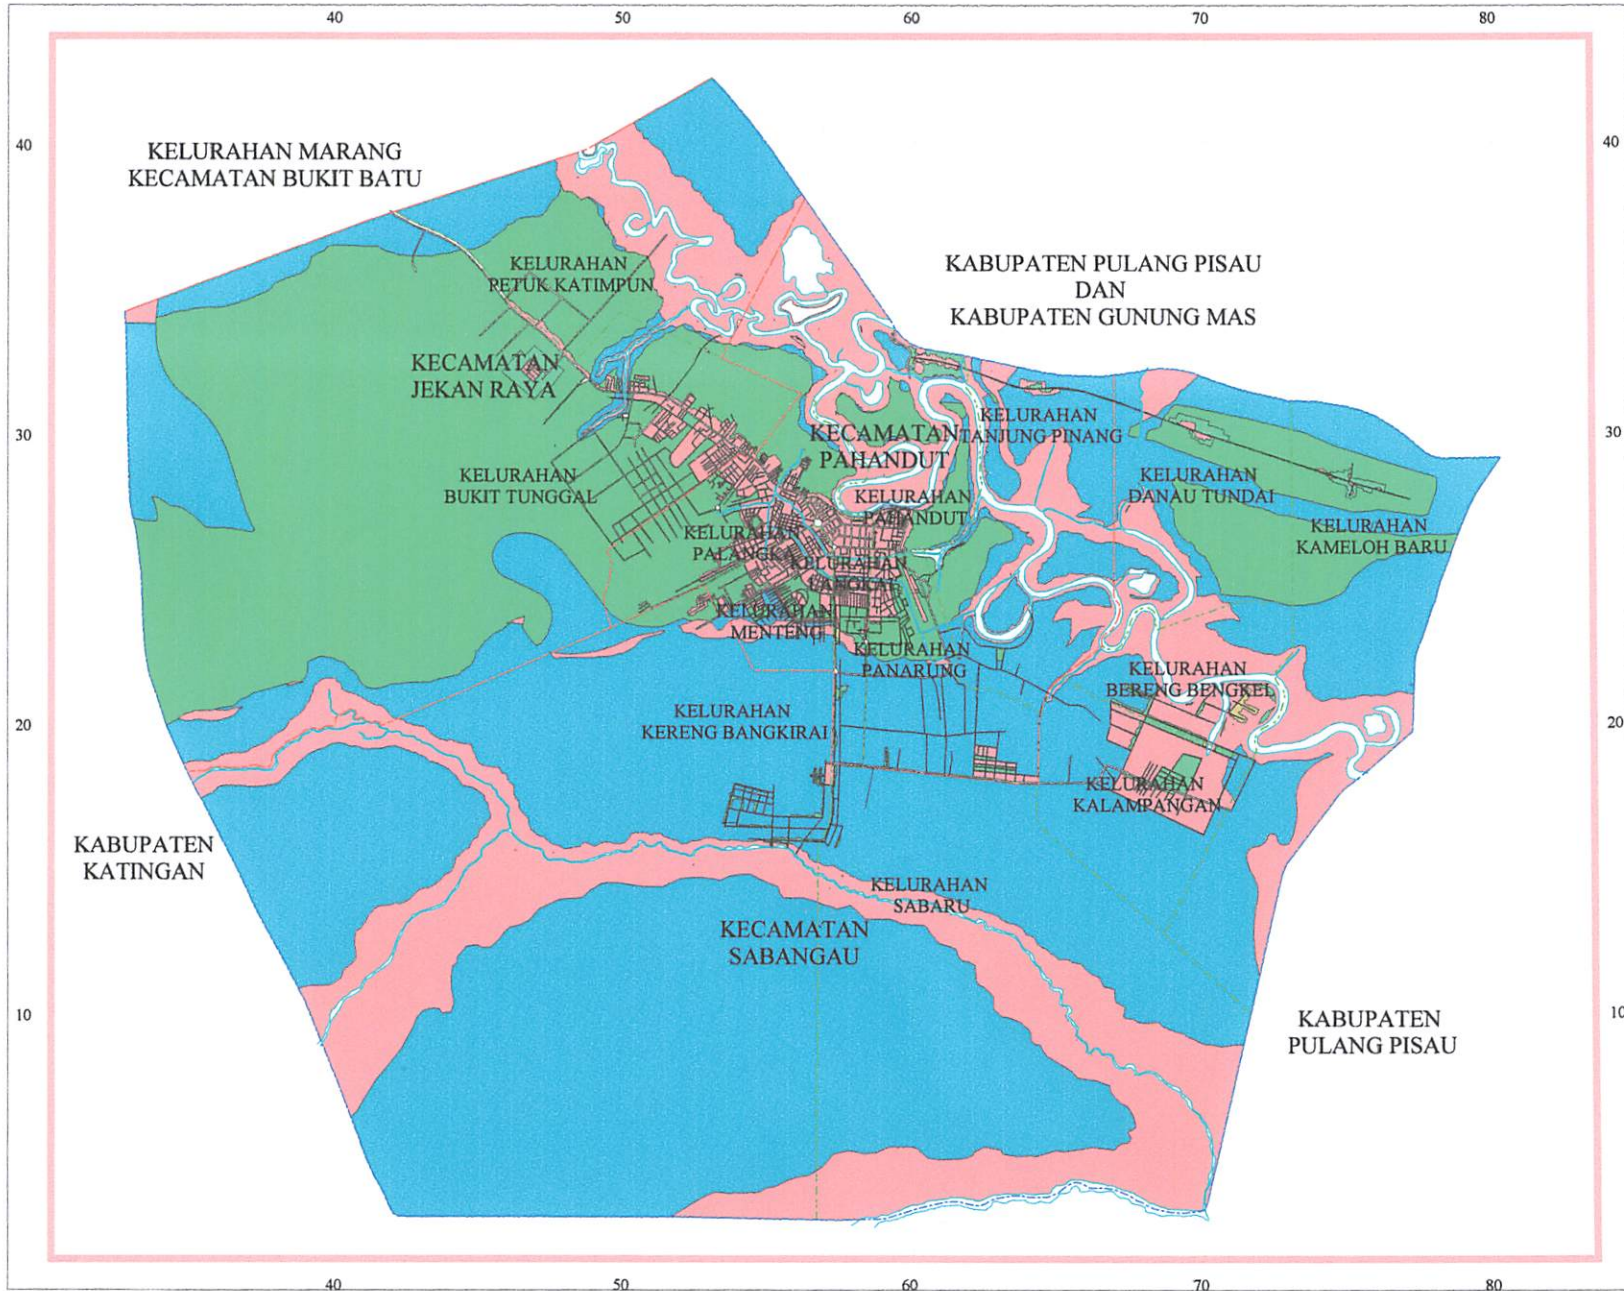 40 50 60 70 80
40 40
KELURAHAN MARANG
KECAMATAN BUKIT BATU
KELURAHAN
PETUK KATIMPUN
KABUPATEN PULANG PISAU
DAN
KABUPATEN GUNUNG MAS
KECAMATAN
JEKAN RAYA
30 30
KELURAHAN
TANJUNG PINANG
KECAMATAN
PAHANDUT
KELURAHAN
BUKIT TUNGGAL
KELURAHAN
DANAU TUNDAI
KELURAHAN
PAHANDUT
KELURAHAN
KAMELOH BARU
KELURAHAN
PALANGKA
KELURAHAN
LANGKAI
KELURAHAN
MENTENG
KELURAHAN
PANARUNG
KELURAHAN
BERENG BENGKEL
20 20
KELURAHAN
KERENG BANGKIRAI
KELURAHAN
KALAMPANGAN
KABUPATEN
KATINGAN
KELURAHAN
SABARU
KECAMATAN
SABANGAU
10 10
KABUPATEN
PULANG PISAU
40 50 60 70 80